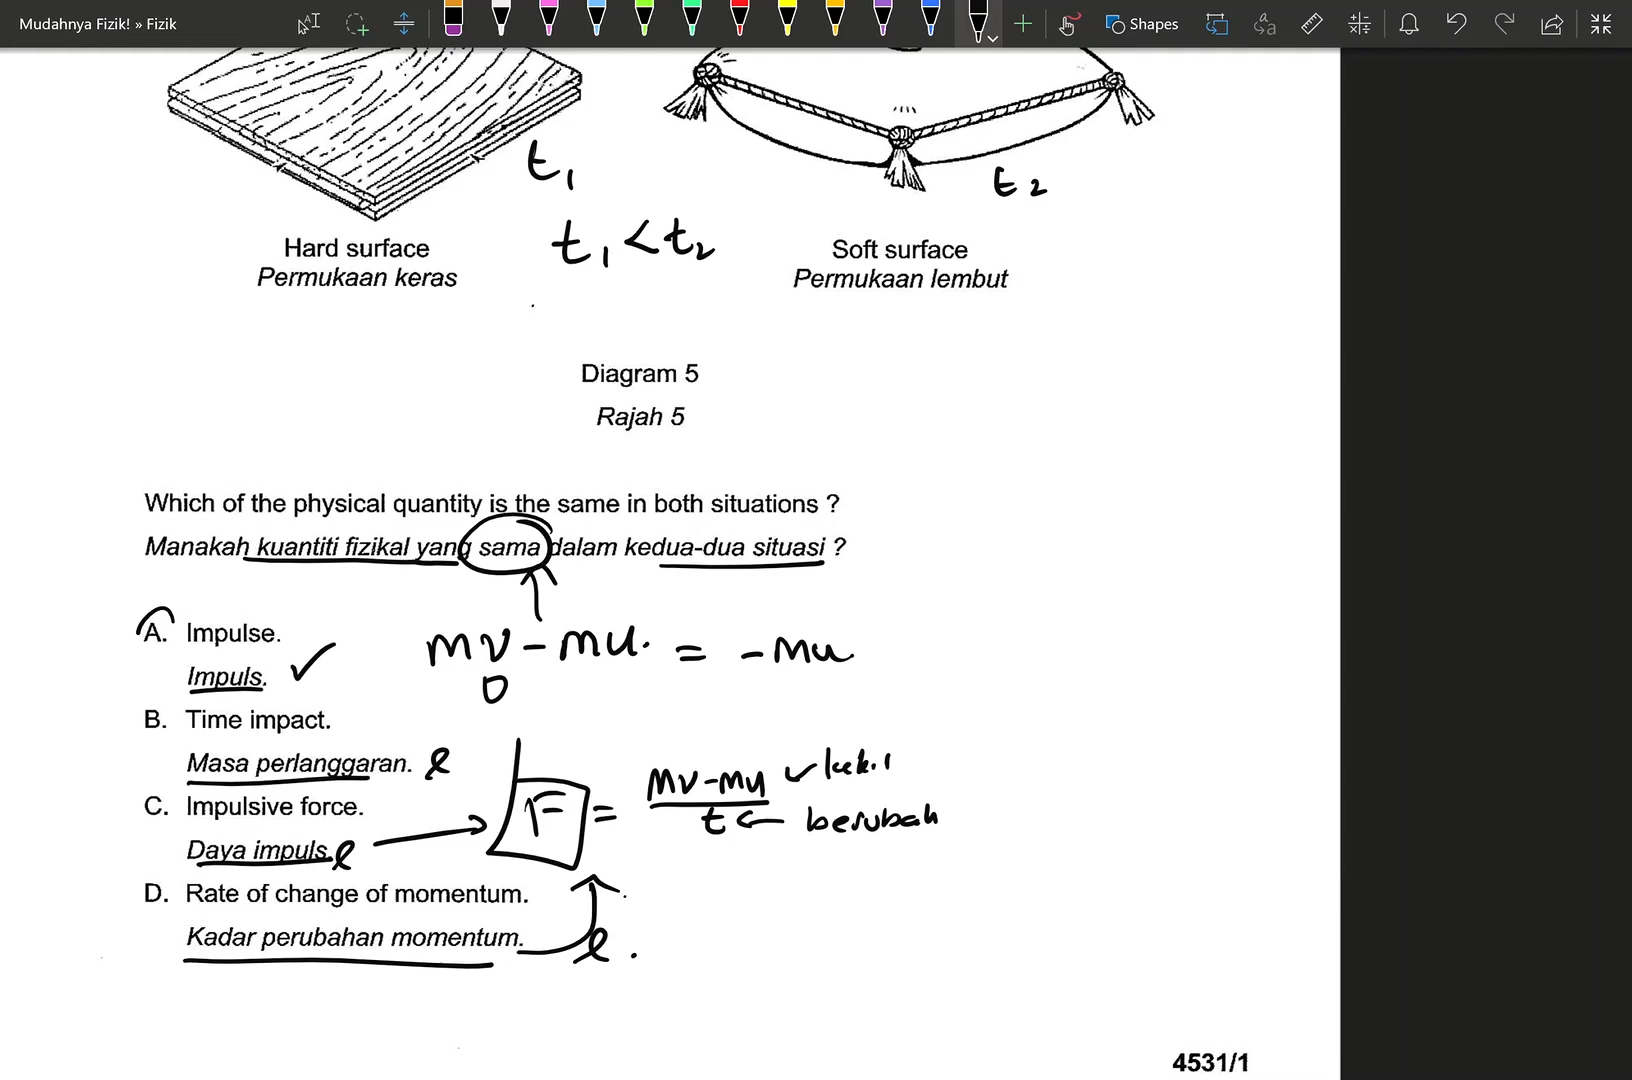 Mudahnya Fizik! » Fizik
Shapes
t₁
t₂
t₁ < t₂
Hard surface
Permukaan keras
Soft surface
Permukaan lembut
Diagram 5
Rajah 5
Which of the physical quantity is the same in both situations ?
Manakah kuantiti fizikal yang sama dalam kedua-dua situasi ?
A. Impulse.
Impuls.
mv - mu. = -mu
0
B. Time impact.
Masa perlanggaran.
C. Impulsive force.
Daya impuls.
F = mv-mu
t ← berubah
D. Rate of change of momentum.
Kadar perubahan momentum.
4531/1